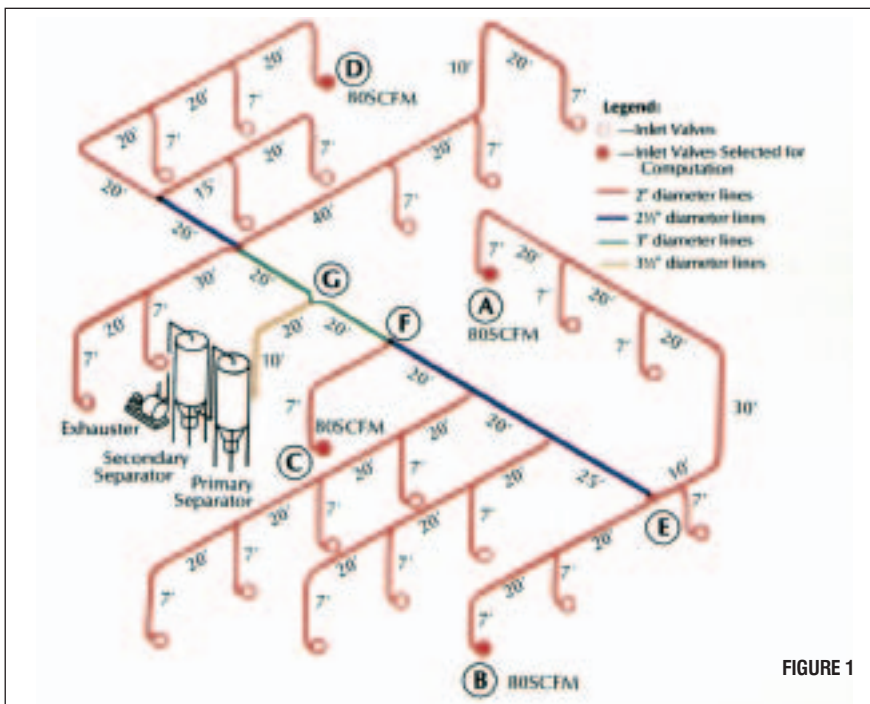 20'
D
80SCFM
20'
20'
7'
7'
20'
15'
20'
7'
20'
20'
40'
7'
20'
10'
20'
7'
7'
Legend:
—Inlet Valves
—Inlet Valves Selected for
Computation
2" diameter lines
2½" diameter lines
3" diameter lines
3½" diameter lines
7'
A
80SCFM
20'
7'
20'
7'
20'
30'
30'
20'
7'
7'
20'
G
20'
20'
10'
F
20'
7'
80SCFM
C
Exhauster
Secondary
Separator
Primary
Separator
20'
25'
10'
7'
E
20'
7'
20'
7'
20'
7'
20'
7'
20'
7'
20'
7'
20'
7'
20'
7'
20'
7'
B
80SCFM
FIGURE 1